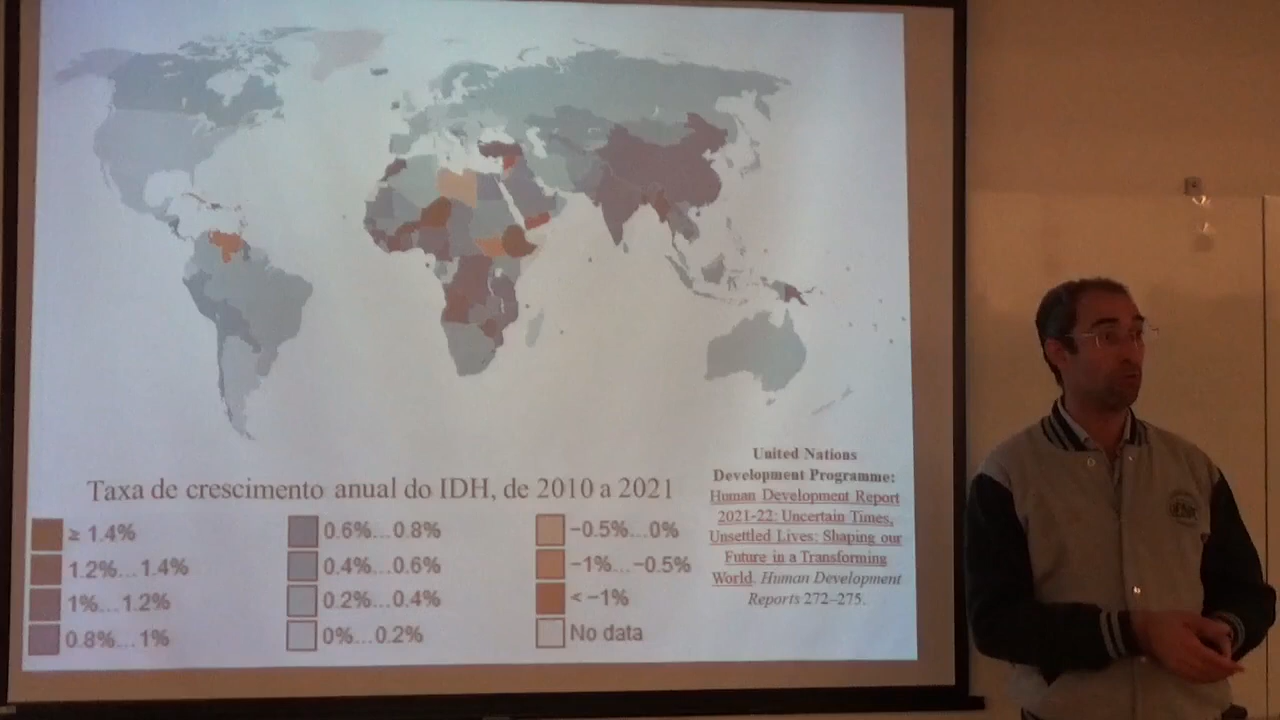 Taxa de crescimento anual do IDH, de 2010 a 2021
≥ 1.4%
1.2%...1.4%
1%...1.2%
0.8%...1%
0.6%...0.8%
0.4%...0.6%
0.2%...0.4%
0%...0.2%
−0.5%...0%
−1%...−0.5%
< −1%
No data
United Nations
Development Programme:
Human Development Report
2021-22: Uncertain Times,
Unsettled Lives: Shaping our
Future in a Transforming
World. Human Development
Reports 272–275.